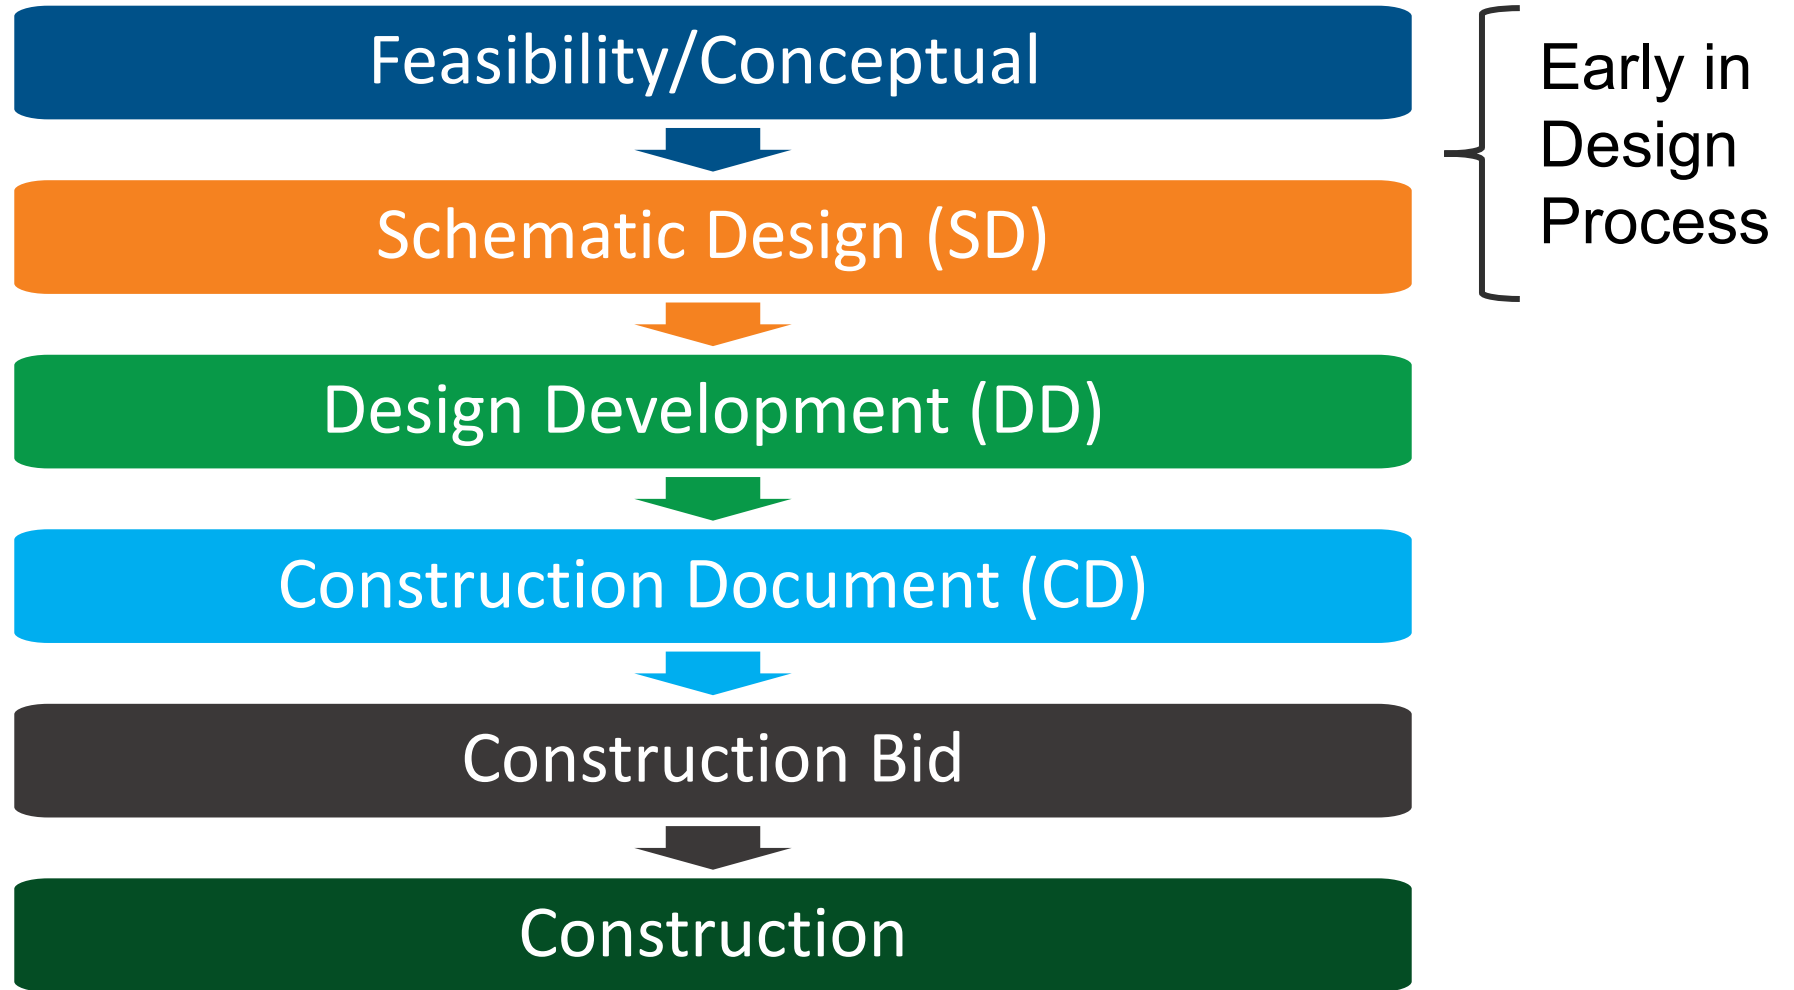 Feasibility/Conceptual
Early in
Design
Process
Schematic Design (SD)
Design Development (DD)
Construction Document (CD)
Construction Bid
Construction